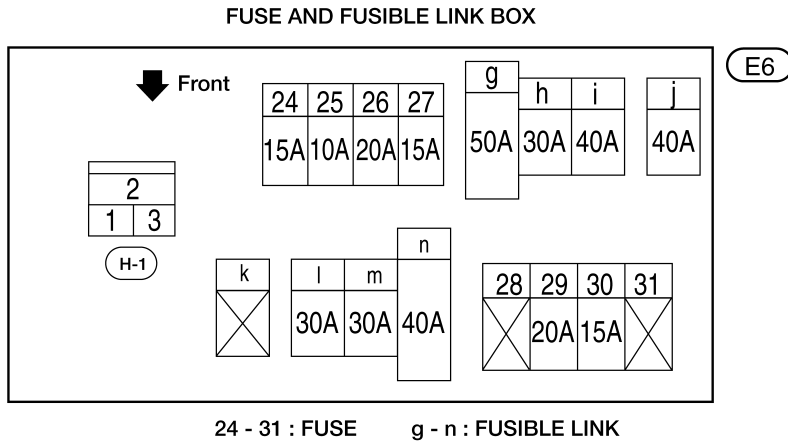 FUSE AND FUSIBLE LINK BOX
E6
Front
24 25 26 27
15A 10A 20A 15A
g h i j
50A 30A 40A 40A
2
1 3
H-1
k l m n
30A 30A 40A
28 29 30 31
20A 15A
24 - 31 : FUSE g - n : FUSIBLE LINK